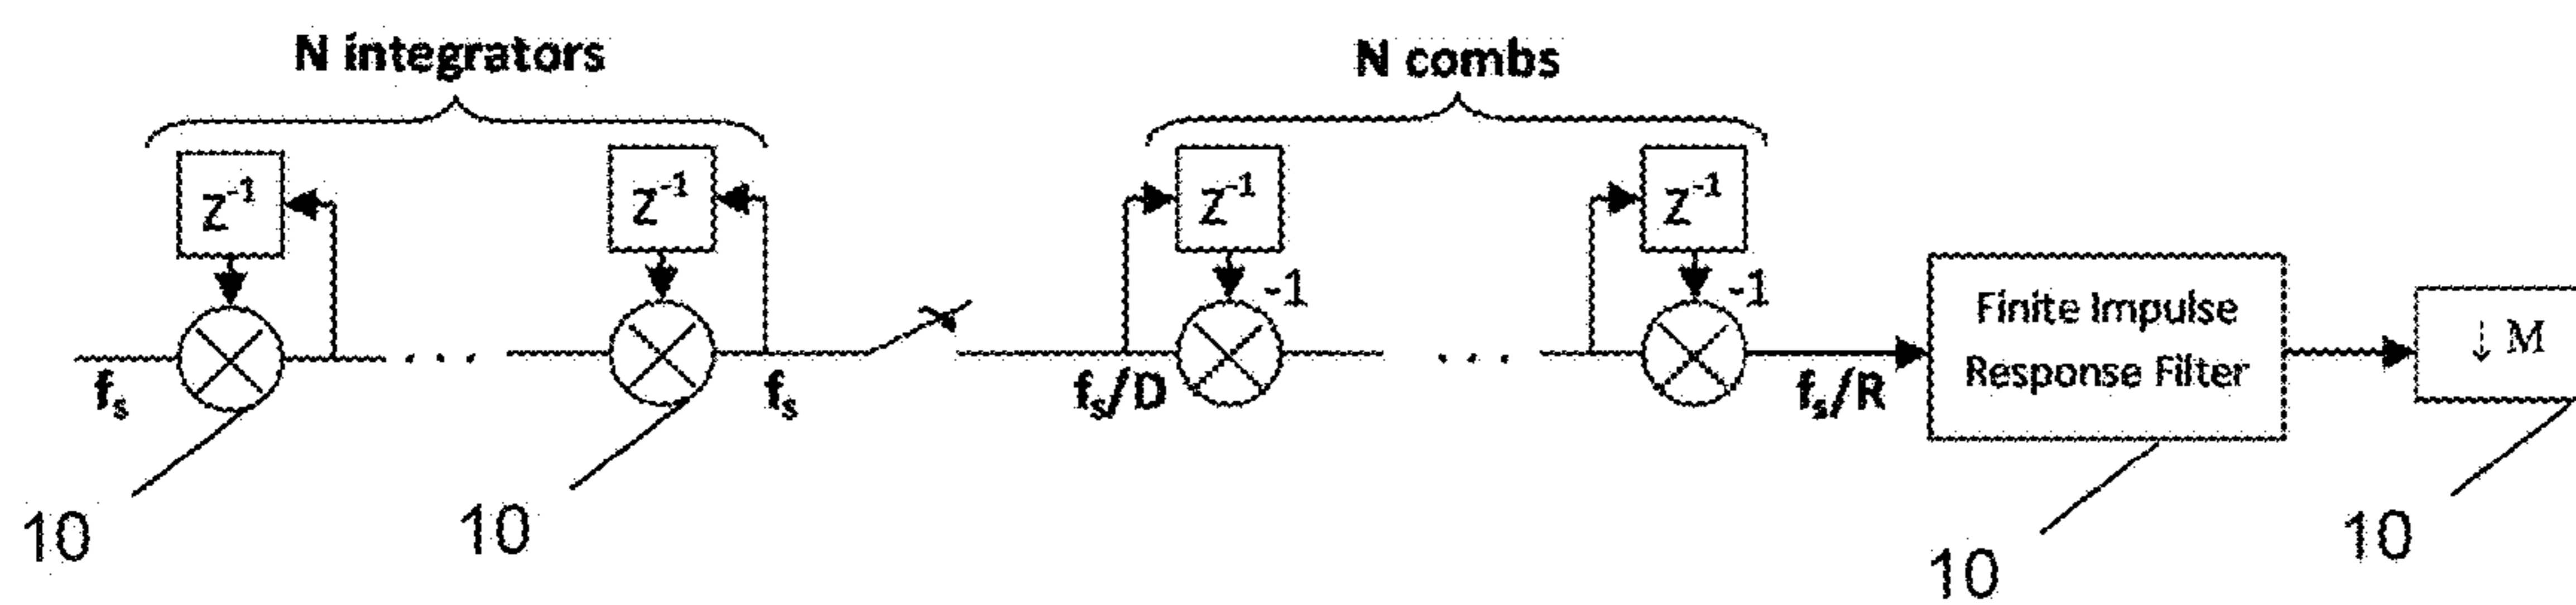 N integrators
N combs
Z⁻¹
Z⁻¹
Z⁻¹
Z⁻¹
-1
-1
Finite Impulse
Response Filter
↓ M
fₛ
fₛ
fₛ/D
fₛ/R
10
10
10
10